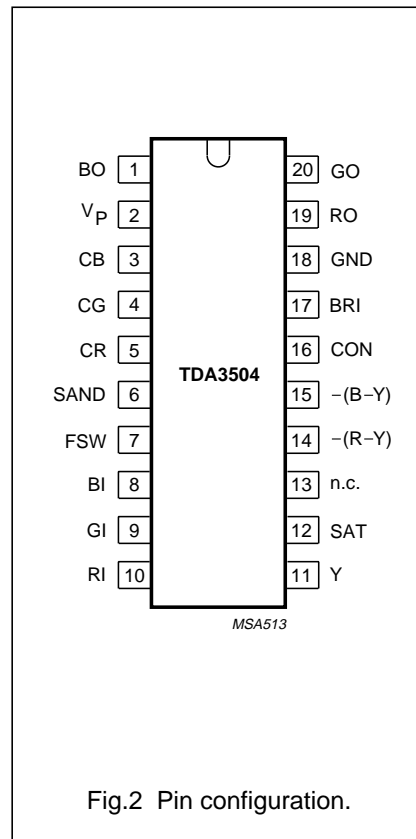 BO 1 20 GO
VP 2 19 RO
CB 3 18 GND
CG 4 17 BRI
CR 5 16 CON
TDA3504
SAND 6 15 −(B−Y)
FSW 7 14 −(R−Y)
BI 8 13 n.c.
GI 9 12 SAT
RI 10 11 Y
MSA513
Fig.2 Pin configuration.